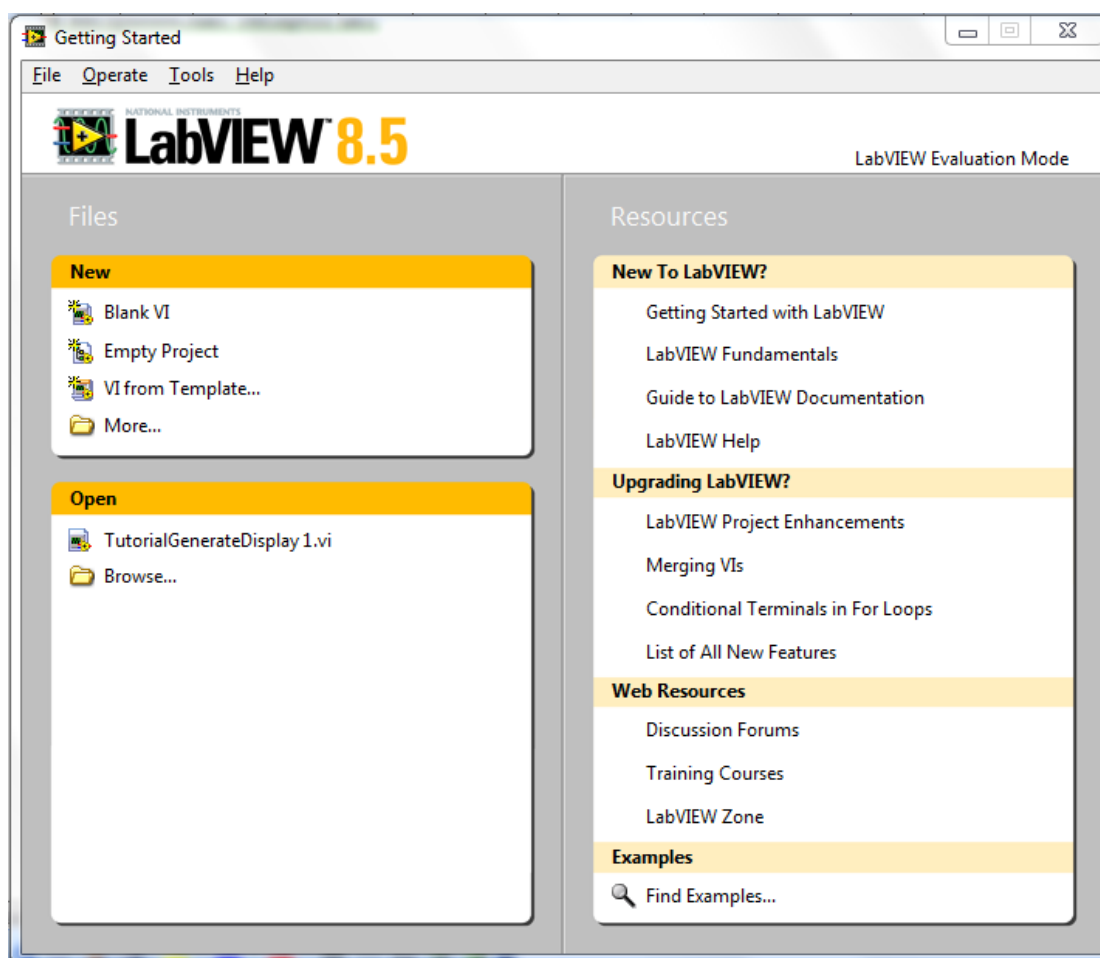 Getting Started
File Operate Tools Help
NATIONAL INSTRUMENTS
LabVIEW™ 8.5
LabVIEW Evaluation Mode
Files
New
Blank VI
Empty Project
VI from Template...
More...
Open
TutorialGenerateDisplay 1.vi
Browse...
Resources
New To LabVIEW?
Getting Started with LabVIEW
LabVIEW Fundamentals
Guide to LabVIEW Documentation
LabVIEW Help
Upgrading LabVIEW?
LabVIEW Project Enhancements
Merging VIs
Conditional Terminals in For Loops
List of All New Features
Web Resources
Discussion Forums
Training Courses
LabVIEW Zone
Examples
Find Examples...